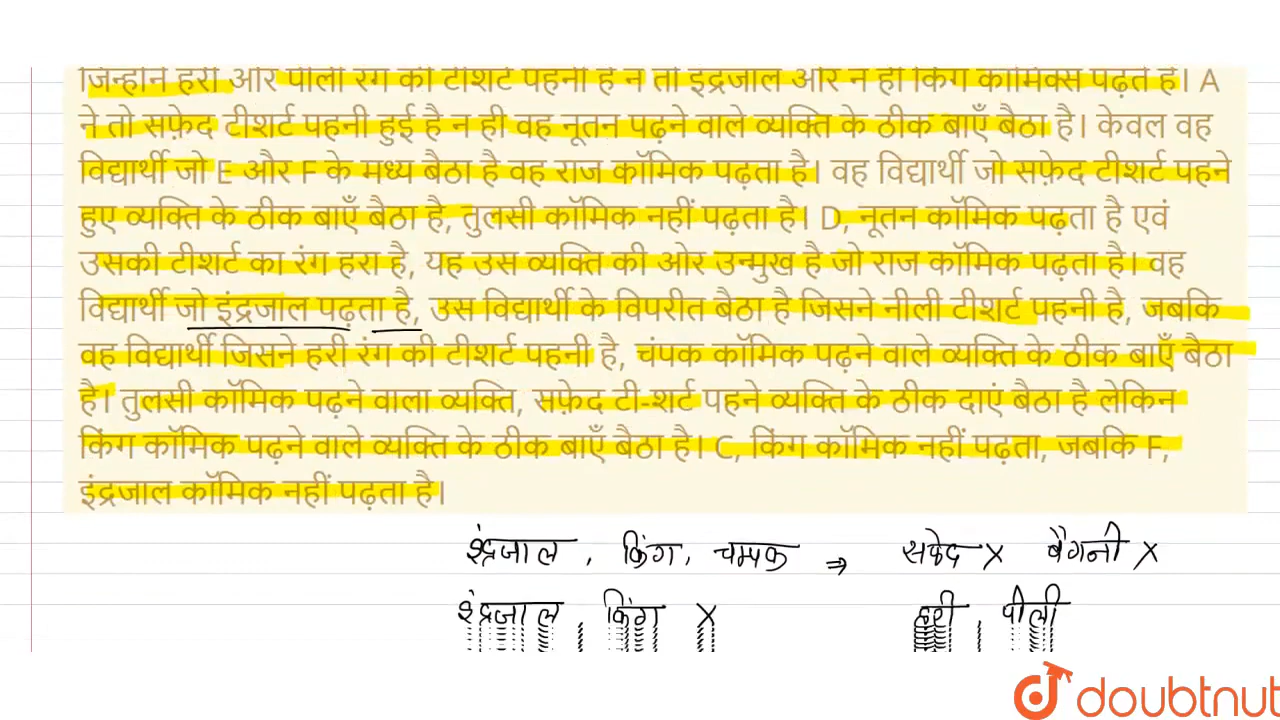 जिन्होंने हरी और पीली रंग की टीशर्ट पहनी है न तो इंद्रजाल और न ही किंग कॉमिक्स पढ़ते हैं। A
ने तो सफ़ेद टीशर्ट पहनी हुई है न ही वह नूतन पढ़ने वाले व्यक्ति के ठीक बाएँ बैठा है। केवल वह
विद्यार्थी जो E और F के मध्य बैठा है वह राज कॉमिक पढ़ता है। वह विद्यार्थी जो सफ़ेद टीशर्ट पहने
हुए व्यक्ति के ठीक बाएँ बैठा है, तुलसी कॉमिक नहीं पढ़ता है। D, नूतन कॉमिक पढ़ता है एवं
उसकी टीशर्ट का रंग हरा है, यह उस व्यक्ति की ओर उन्मुख है जो राज कॉमिक पढ़ता है। वह
विद्यार्थी जो इंद्रजाल पढ़ता है, उस विद्यार्थी के विपरीत बैठा है जिसने नीली टीशर्ट पहनी है, जबकि
वह विद्यार्थी जिसने हरी रंग की टीशर्ट पहनी है, चंपक कॉमिक पढ़ने वाले व्यक्ति के ठीक बाएँ बैठा
है। तुलसी कॉमिक पढ़ने वाला व्यक्ति, सफ़ेद टी-शर्ट पहने व्यक्ति के ठीक दाएं बैठा है लेकिन
किंग कॉमिक पढ़ने वाले व्यक्ति के ठीक बाएँ बैठा है। C, किंग कॉमिक नहीं पढ़ता, जबकि F,
इंद्रजाल कॉमिक नहीं पढ़ता है।
इंद्रजाल , किंग, चम्पक ⇒ सफेद X बैंगनी X
इंद्रजाल , किंग X हरी , पीली
doubtnut